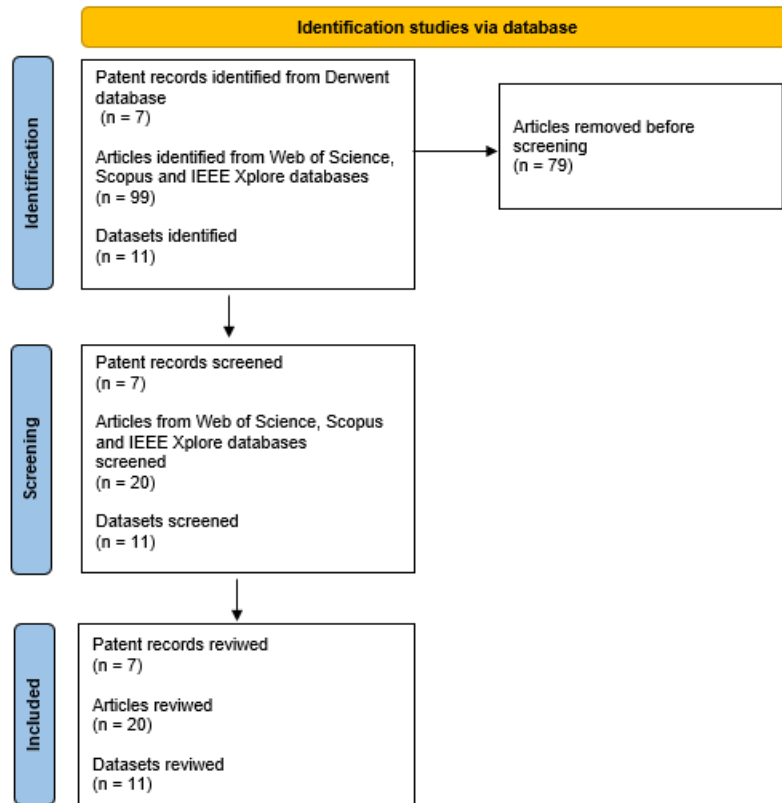 Identification studies via database
Identification
Patent records identified from Derwent
database
(n = 7)
Articles identified from Web of Science,
Scopus and IEEE Xplore databases
(n = 99)
Datasets identified
(n = 11)
Articles removed before
screening
(n = 79)
Screening
Patent records screened
(n = 7)
Articles from Web of Science, Scopus
and IEEE Xplore databases
screened
(n = 20)
Datasets screened
(n = 11)
Included
Patent records reviwed
(n = 7)
Articles reviwed
(n = 20)
Datasets reviwed
(n = 11)